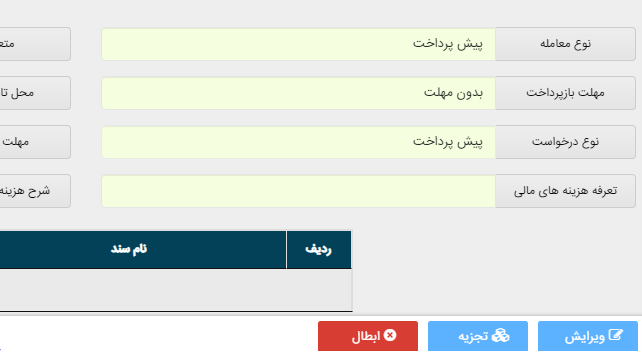 نوع معامله پیش پرداخت
مهلت بازپرداخت بدون مهلت محل تا
نوع درخواست پیش پرداخت مهلت
تعرفه هزینه های مالی شرح هزینه
ردیف نام سند
ویرایش تجزیه ابطال